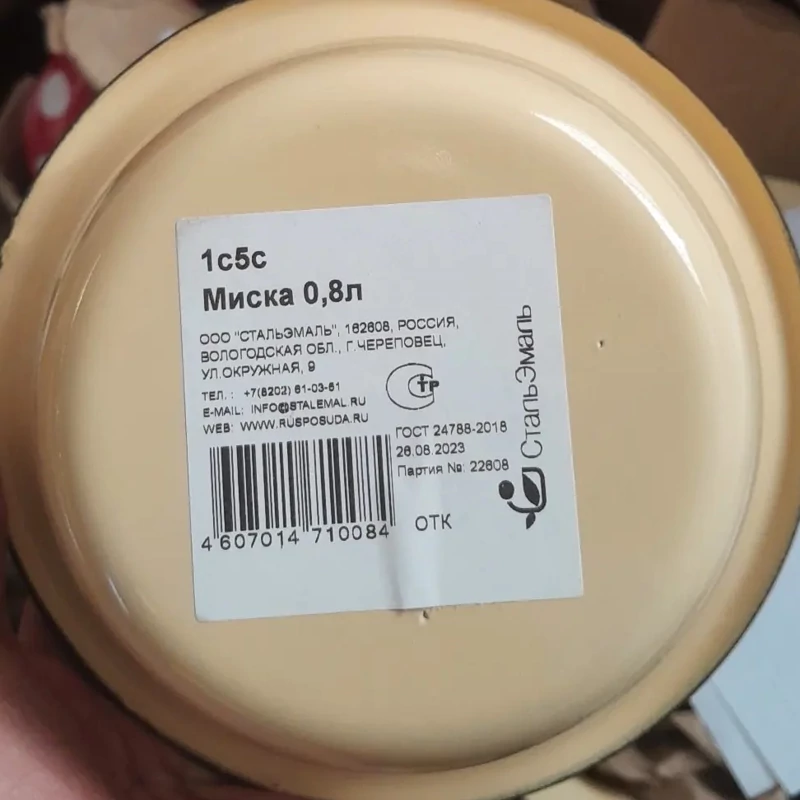 1с5с
Миска 0,8л
ООО "СТАЛЬЭМАЛЬ", 162608, РОССИЯ,
ВОЛОГОДСКАЯ ОБЛ., Г.ЧЕРЕПОВЕЦ,
УЛ.ОКРУЖНАЯ, 9
ТЕЛ. : +7(8202) 61-03-61
E-MAIL: INFO@STALEMAL.RU
WEB: WWW.RUSPOSUDA.RU
ГОСТ 24788-2018
26.08.2023
Партия №: 22608
4 607014 710084
ОТК
СтальЭмаль